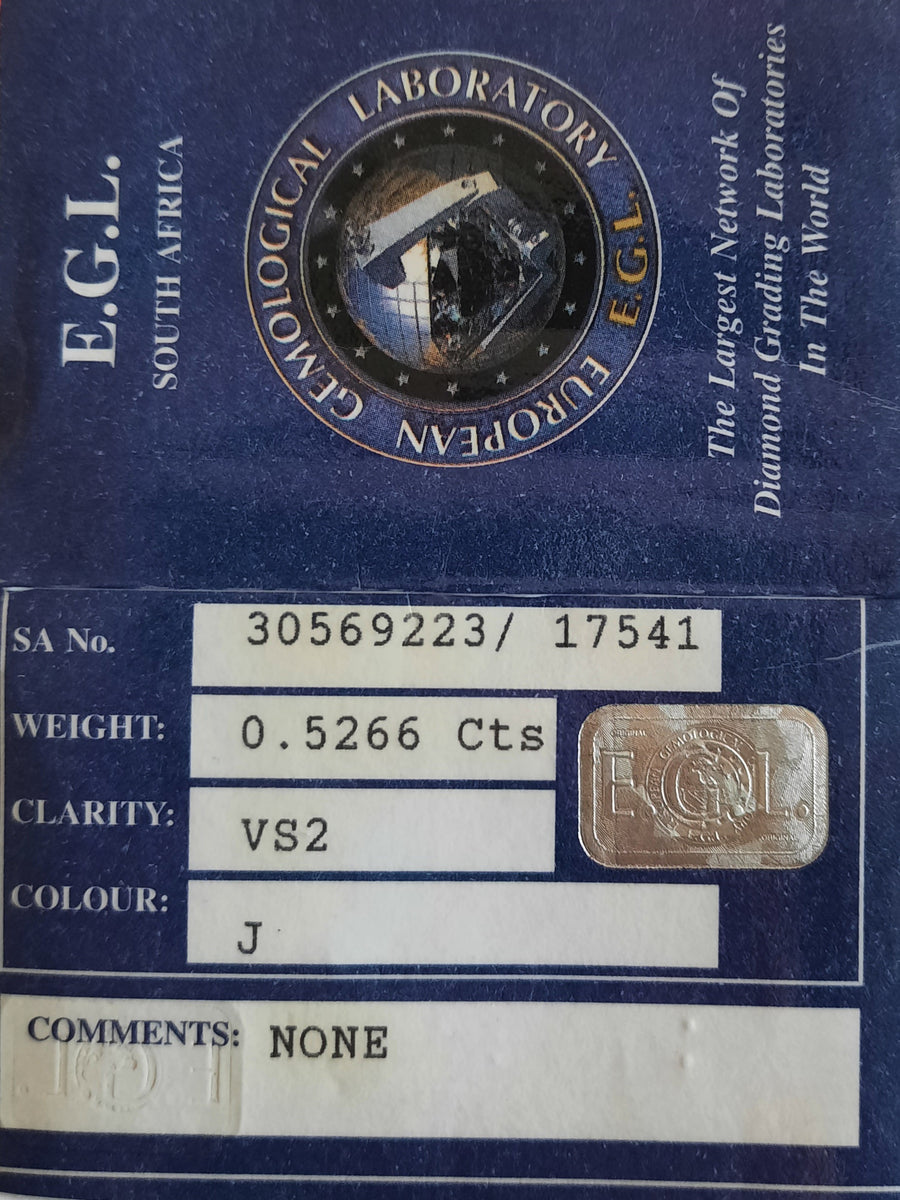 E.G.L.
SOUTH AFRICA
EUROPEAN GEMOLOGICAL LABORATORY
E.G.L.
The Largest Network Of
Diamond Grading Laboratories
In The World
SA No. 30569223/ 17541
WEIGHT: 0.5266 Cts
CLARITY: VS2
COLOUR: J
E.G.L.
GEMOLOGICAL
E.G.L.
COMMENTS: NONE
E.G.L.